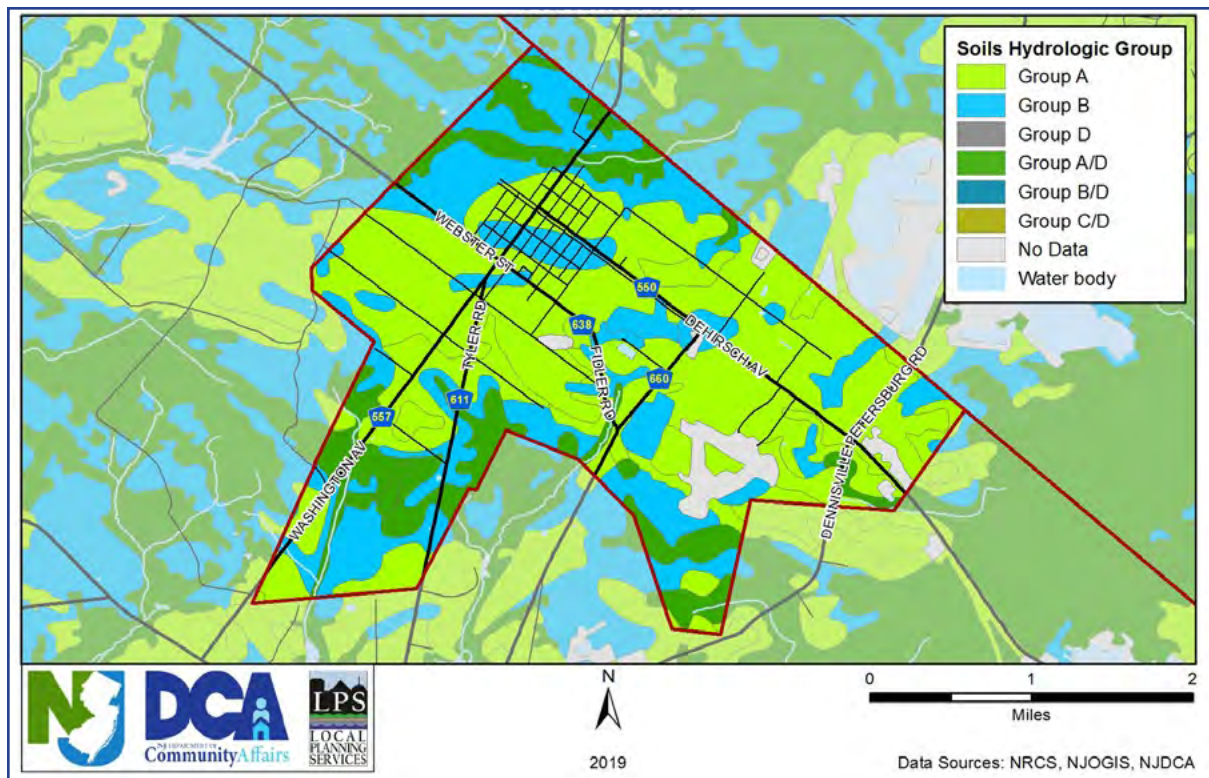 Soils Hydrologic Group
Group A
Group B
Group D
Group A/D
Group B/D
Group C/D
No Data
Water body
WEBSTER ST
TYLER RD
550
638
DEHIRSCH AV
FIDLER RD
660
611
557
WASHINGTON AV
DENNISVILLE PETERSBURG RD
NJ
DCA
NJ DEPARTMENT OF
Community Affairs
LPS
LOCAL
PLANNING
SERVICES
N
2019
0 1 2
Miles
Data Sources: NRCS, NJOGIS, NJDCA